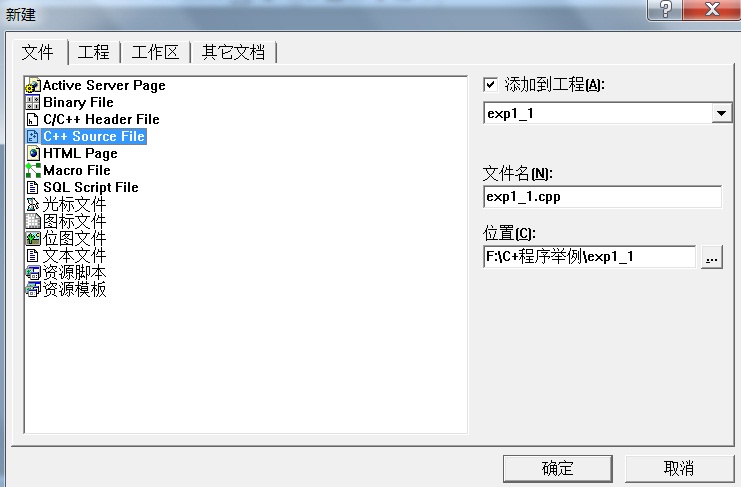 新建
文件 工程 工作区 其它文档
Active Server Page
Binary File
C/C++ Header File
C++ Source File
HTML Page
Macro File
SQL Script File
光标文件
图标文件
位图文件
文本文件
资源脚本
资源模板
添加到工程(A):
exp1_1
文件名(N):
exp1_1.cpp
位置(C):
F:\C+程序举例\exp1_1
...
确定 取消